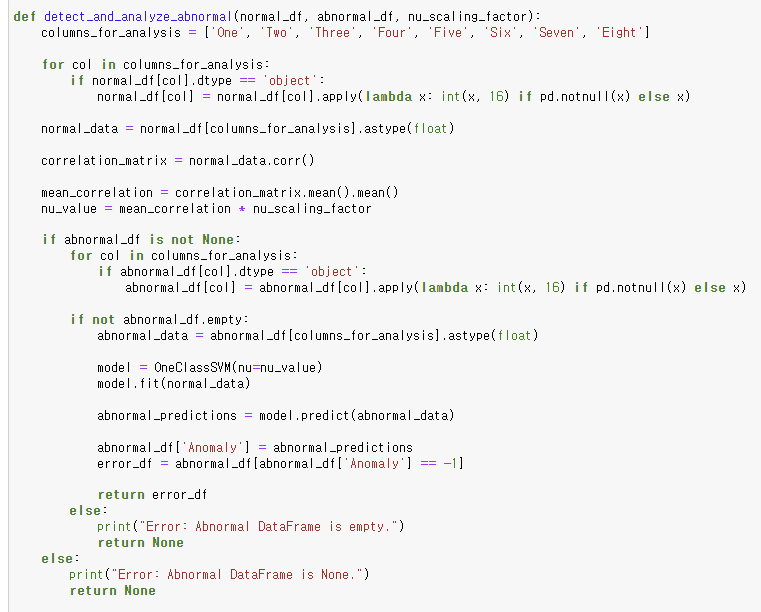 def detect_and_analyze_abnormal(normal_df, abnormal_df, nu_scaling_factor):
    columns_for_analysis = ['One', 'Two', 'Three', 'Four', 'Five', 'Six', 'Seven', 'Eight']

    for col in columns_for_analysis:
        if normal_df[col].dtype == 'object':
            normal_df[col] = normal_df[col].apply(lambda x: int(x, 16) if pd.notnull(x) else x)

    normal_data = normal_df[columns_for_analysis].astype(float)

    correlation_matrix = normal_data.corr()

    mean_correlation = correlation_matrix.mean().mean()
    nu_value = mean_correlation * nu_scaling_factor

    if abnormal_df is not None:
        for col in columns_for_analysis:
            if abnormal_df[col].dtype == 'object':
                abnormal_df[col] = abnormal_df[col].apply(lambda x: int(x, 16) if pd.notnull(x) else x)

        if not abnormal_df.empty:
            abnormal_data = abnormal_df[columns_for_analysis].astype(float)

            model = OneClassSVM(nu=nu_value)
            model.fit(normal_data)

            abnormal_predictions = model.predict(abnormal_data)

            abnormal_df['Anomaly'] = abnormal_predictions
            error_df = abnormal_df[abnormal_df['Anomaly'] == -1]

            return error_df
        else:
            print("Error: Abnormal DataFrame is empty.")
            return None
    else:
        print("Error: Abnormal DataFrame is None.")
        return None